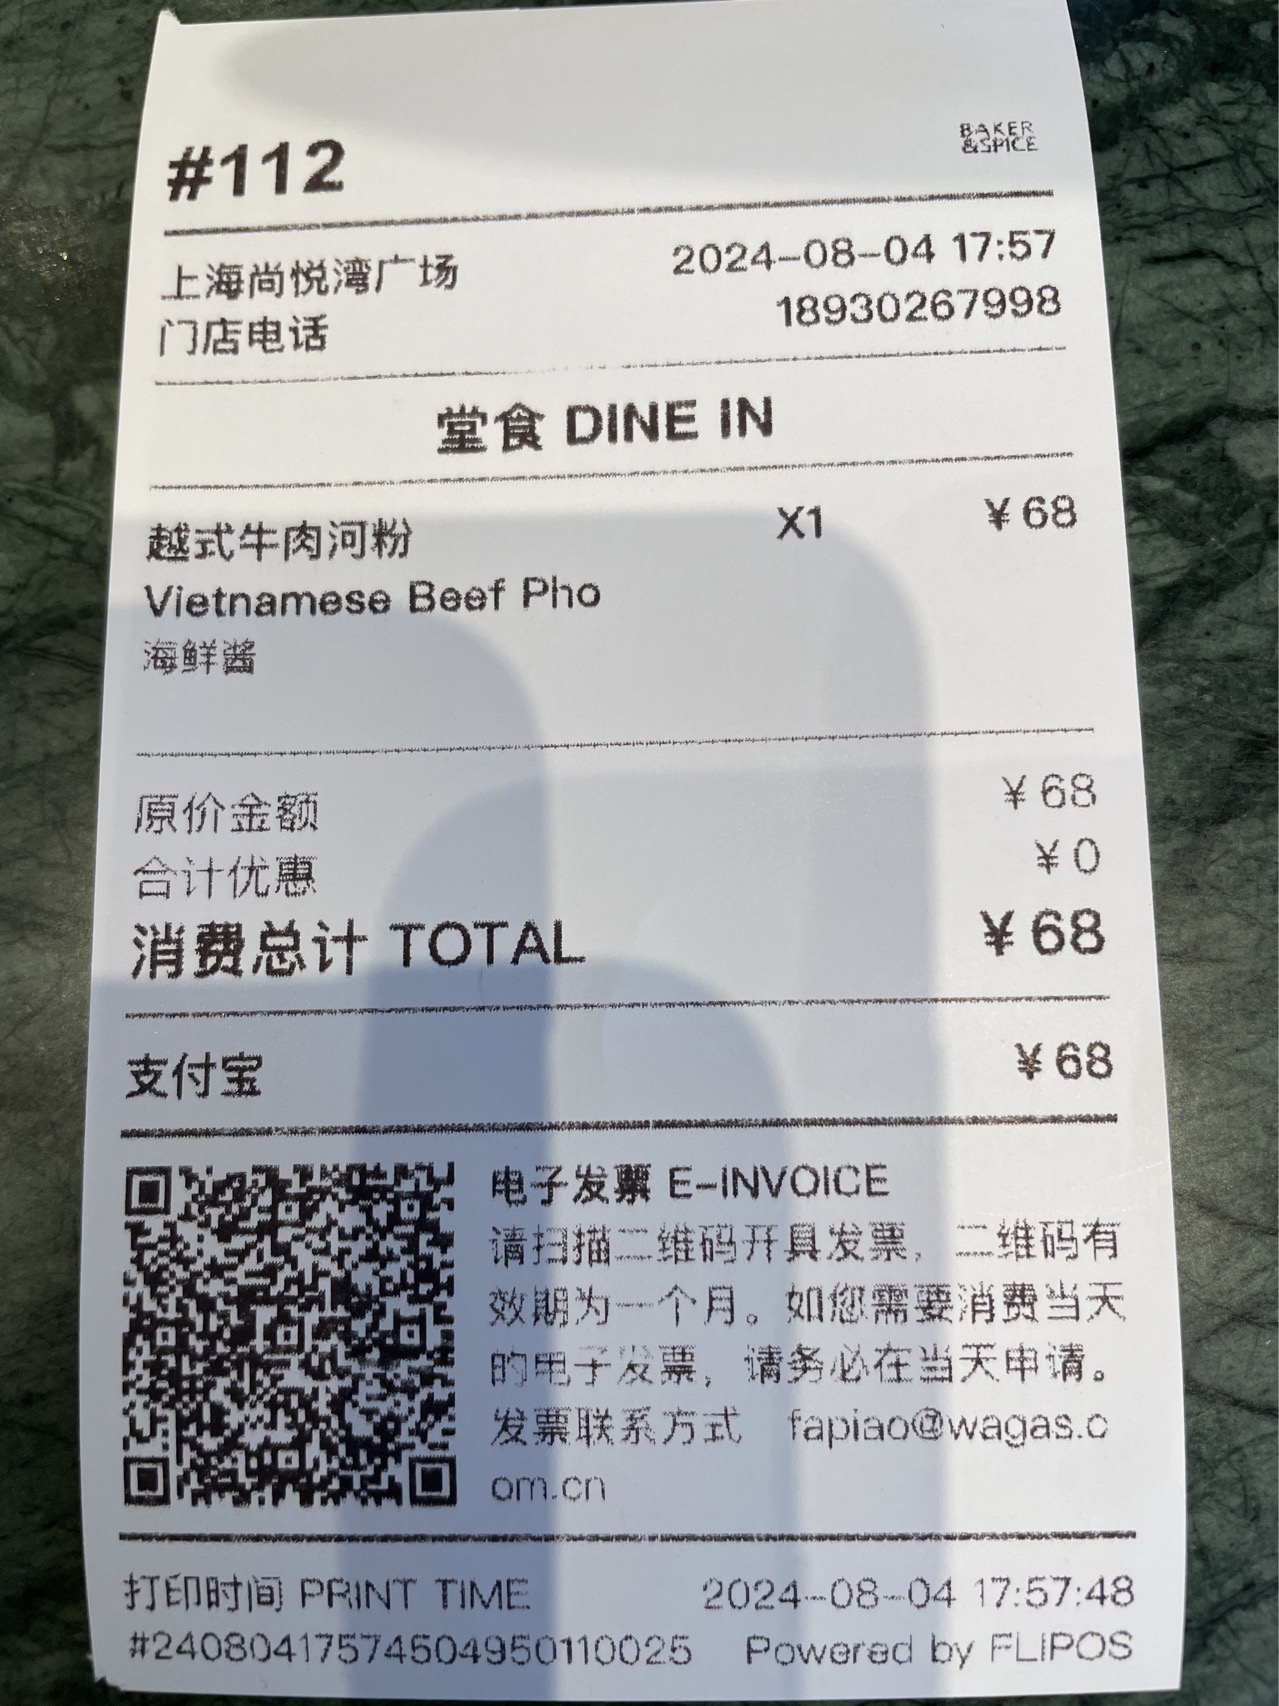 #112
BAKER
&SPICE
上海尚悦湾广场 2024-08-04 17:57
门店电话 18930267998
堂食 DINE IN
越式牛肉河粉 X1 ¥68
Vietnamese Beef Pho
海鲜酱
原价金额 ¥68
合计优惠 ¥0
消费总计 TOTAL ¥68
支付宝 ¥68
电子发票 E-INVOICE
请扫描二维码开具发票，二维码有
效期为一个月。如您需要消费当天
的电子发票，请务必在当天申请。
发票联系方式 fapiao@wagas.c
om.cn
打印时间 PRINT TIME 2024-08-04 17:57:48
#2408041757450495​0110025 Powered by FLIPOS